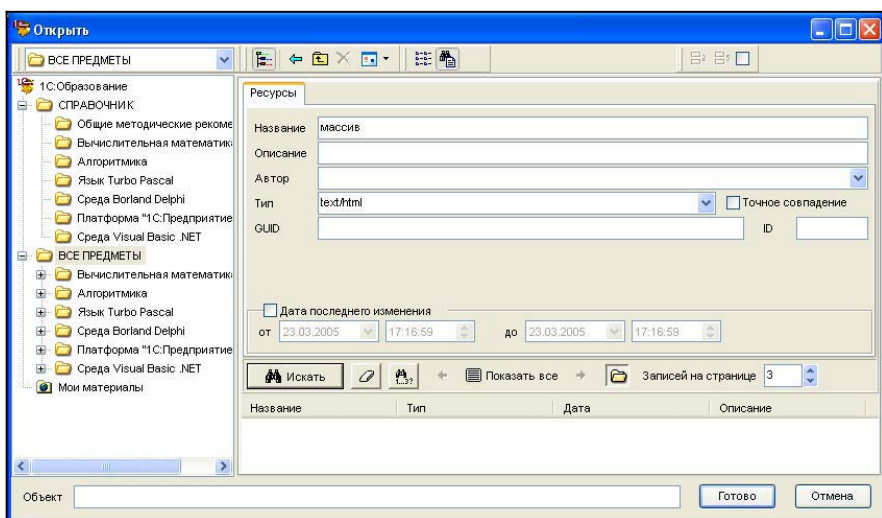 Открыть
ВСЕ ПРЕДМЕТЫ
1С:Образование
СПРАВОЧНИК
Общие методические рекоме
Вычислительная математик
Алгоритмика
Язык Turbo Pascal
Среда Borland Delphi
Платформа "1С:Предприятие
Среда Visual Basic .NET
ВСЕ ПРЕДМЕТЫ
Вычислительная математик
Алгоритмика
Язык Turbo Pascal
Среда Borland Delphi
Платформа "1С:Предприятие
Среда Visual Basic .NET
Мои материалы
Ресурсы
Название массив
Описание
Автор
Тип text/html Точное совпадение
GUID ID
Дата последнего изменения
от 23.03.2005 17:16:59 до 23.03.2005 17:16:59
Искать 1...3? Показать все Записей на странице 3
Название Тип Дата Описание
Объект Готово Отмена